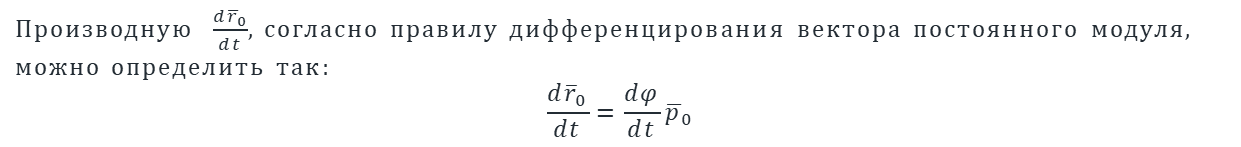 Производную $\frac{d\bar{r}_0}{dt}$, согласно правилу дифференцирования вектора постоянного модуля,
можно определить так:
$\frac{d\bar{r}_0}{dt} = \frac{d\varphi}{dt}\bar{p}_0$